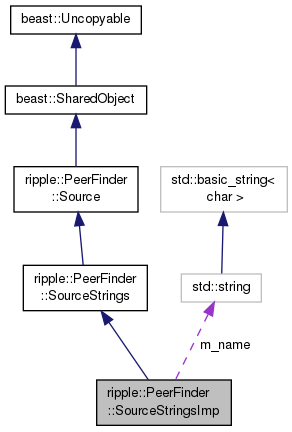 beast::Uncopyable
beast::SharedObject
ripple::PeerFinder
::Source
std::basic_string<
char >
ripple::PeerFinder
::SourceStrings
std::string
m_name
ripple::PeerFinder
::SourceStringsImp